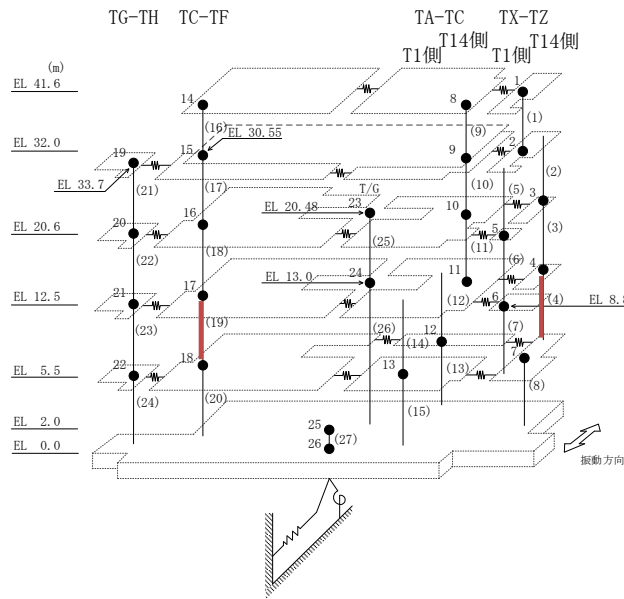 TG-TH TC-TF TA-TC TX-TZ
T1側 T14側 T1側 T14側
(m)
EL 41.6
14 8 1
(16) (9) (1)
EL 32.0
EL 30.55
19 15 9 2
EL 33.7
(21) (17) (10) (2)
T/G
(5) 3
EL 20.6
20 16 EL 20.48 23 10 5 (3)
(22) (18) (25) (11)
EL 13.0 24 11 (6) 4
EL 12.5
21 17 (12) 6 (4) EL 8.8
(23) (19) (26) (14) 12 (7)
EL 5.5
22 18 13 (13) 7
(24) (20) (15) (8)
EL 2.0
25
EL 0.0
26 (27)
振動方向